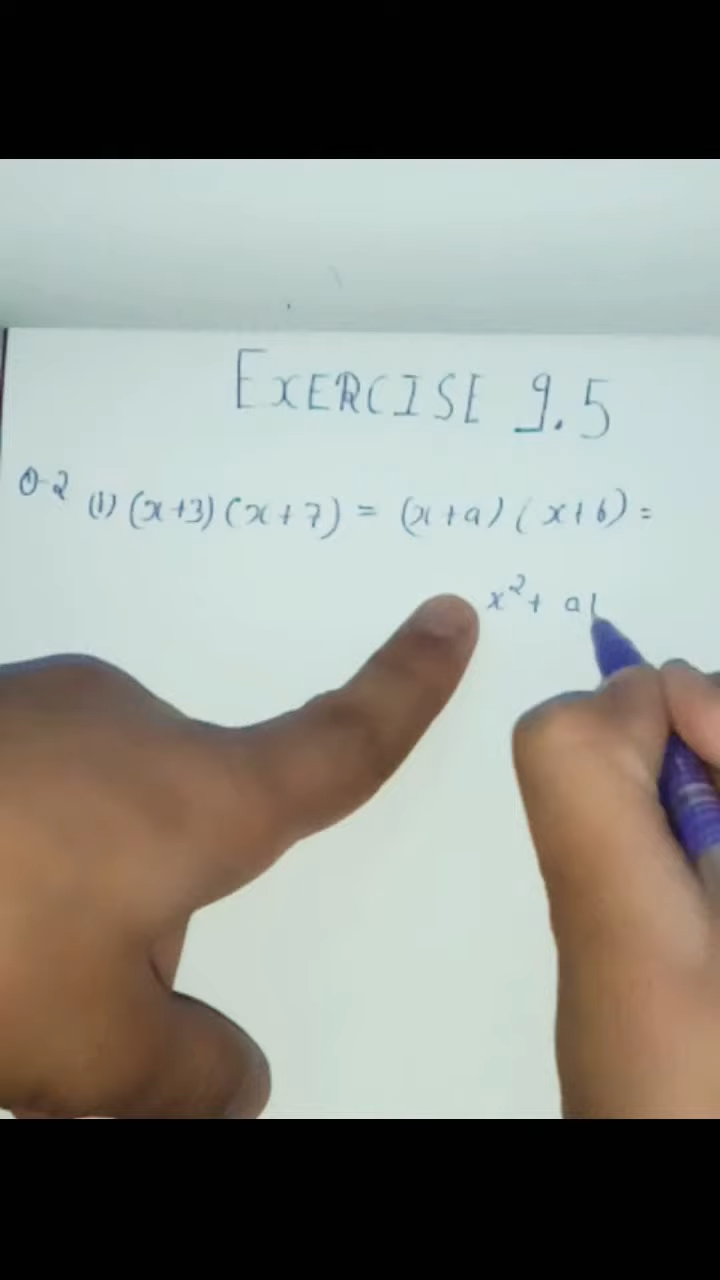 EXERCISE 9.5
Q-2 (i) (x+3)(x+7) = (x+a)(x+b) =
x²+ a